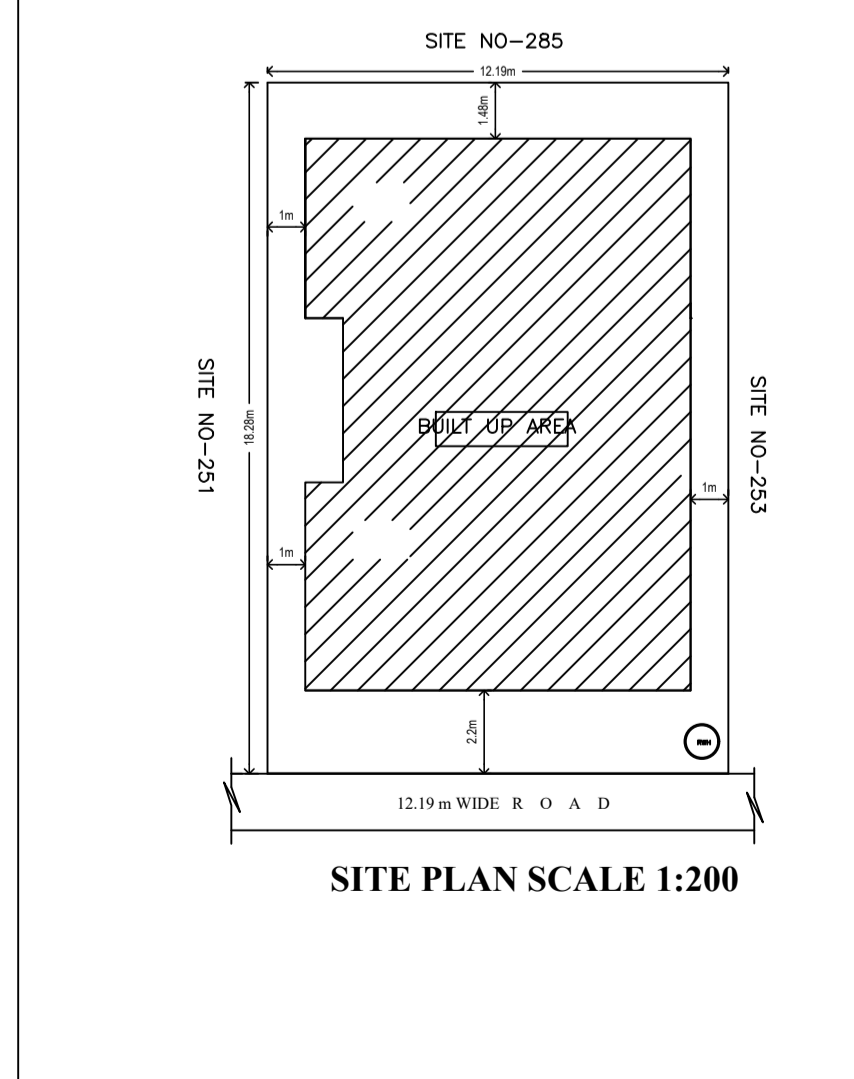 SITE NO-285
12.19m
1.48m
1m
SITE NO-251
18.28m
BUILT UP AREA
SITE NO-253
1m
1m
2.2m
RWH
12.19 m WIDE R O A D
SITE PLAN SCALE 1:200